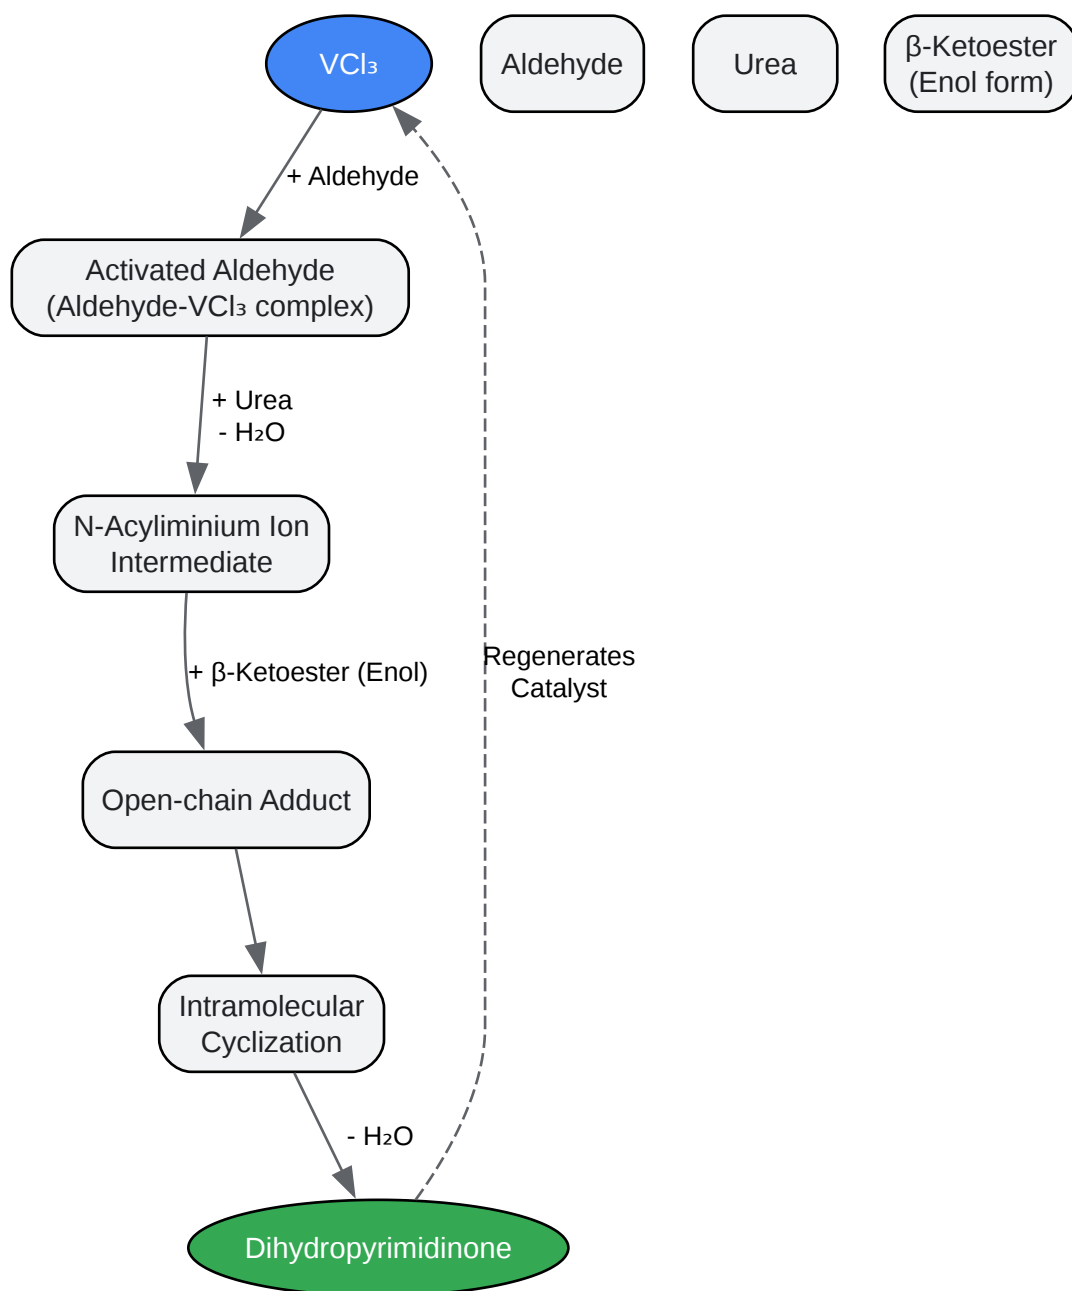 VCl₃
Aldehyde
Urea
β-Ketoester
(Enol form)
+ Aldehyde
Activated Aldehyde
(Aldehyde-VCl₃ complex)
+ Urea
- H₂O
N-Acyliminium Ion
Intermediate
+ β-Ketoester (Enol)
Regenerates
Catalyst
Open-chain Adduct
Intramolecular
Cyclization
- H₂O
Dihydropyrimidinone